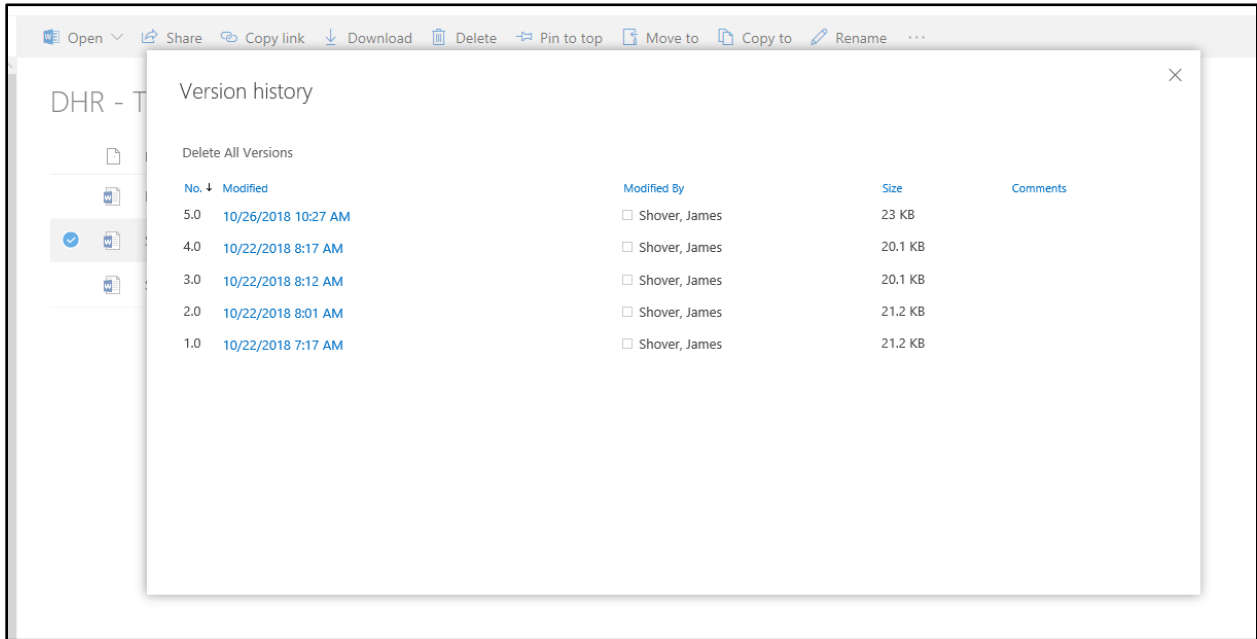 Open Share Copy link Download Delete Pin to top Move to Copy to Rename ...
DHR - T
Version history
Delete All Versions
No. Modified Modified By Size Comments
5.0 10/26/2018 10:27 AM Shover, James 23 KB
4.0 10/22/2018 8:17 AM Shover, James 20.1 KB
3.0 10/22/2018 8:12 AM Shover, James 20.1 KB
2.0 10/22/2018 8:01 AM Shover, James 21.2 KB
1.0 10/22/2018 7:17 AM Shover, James 21.2 KB